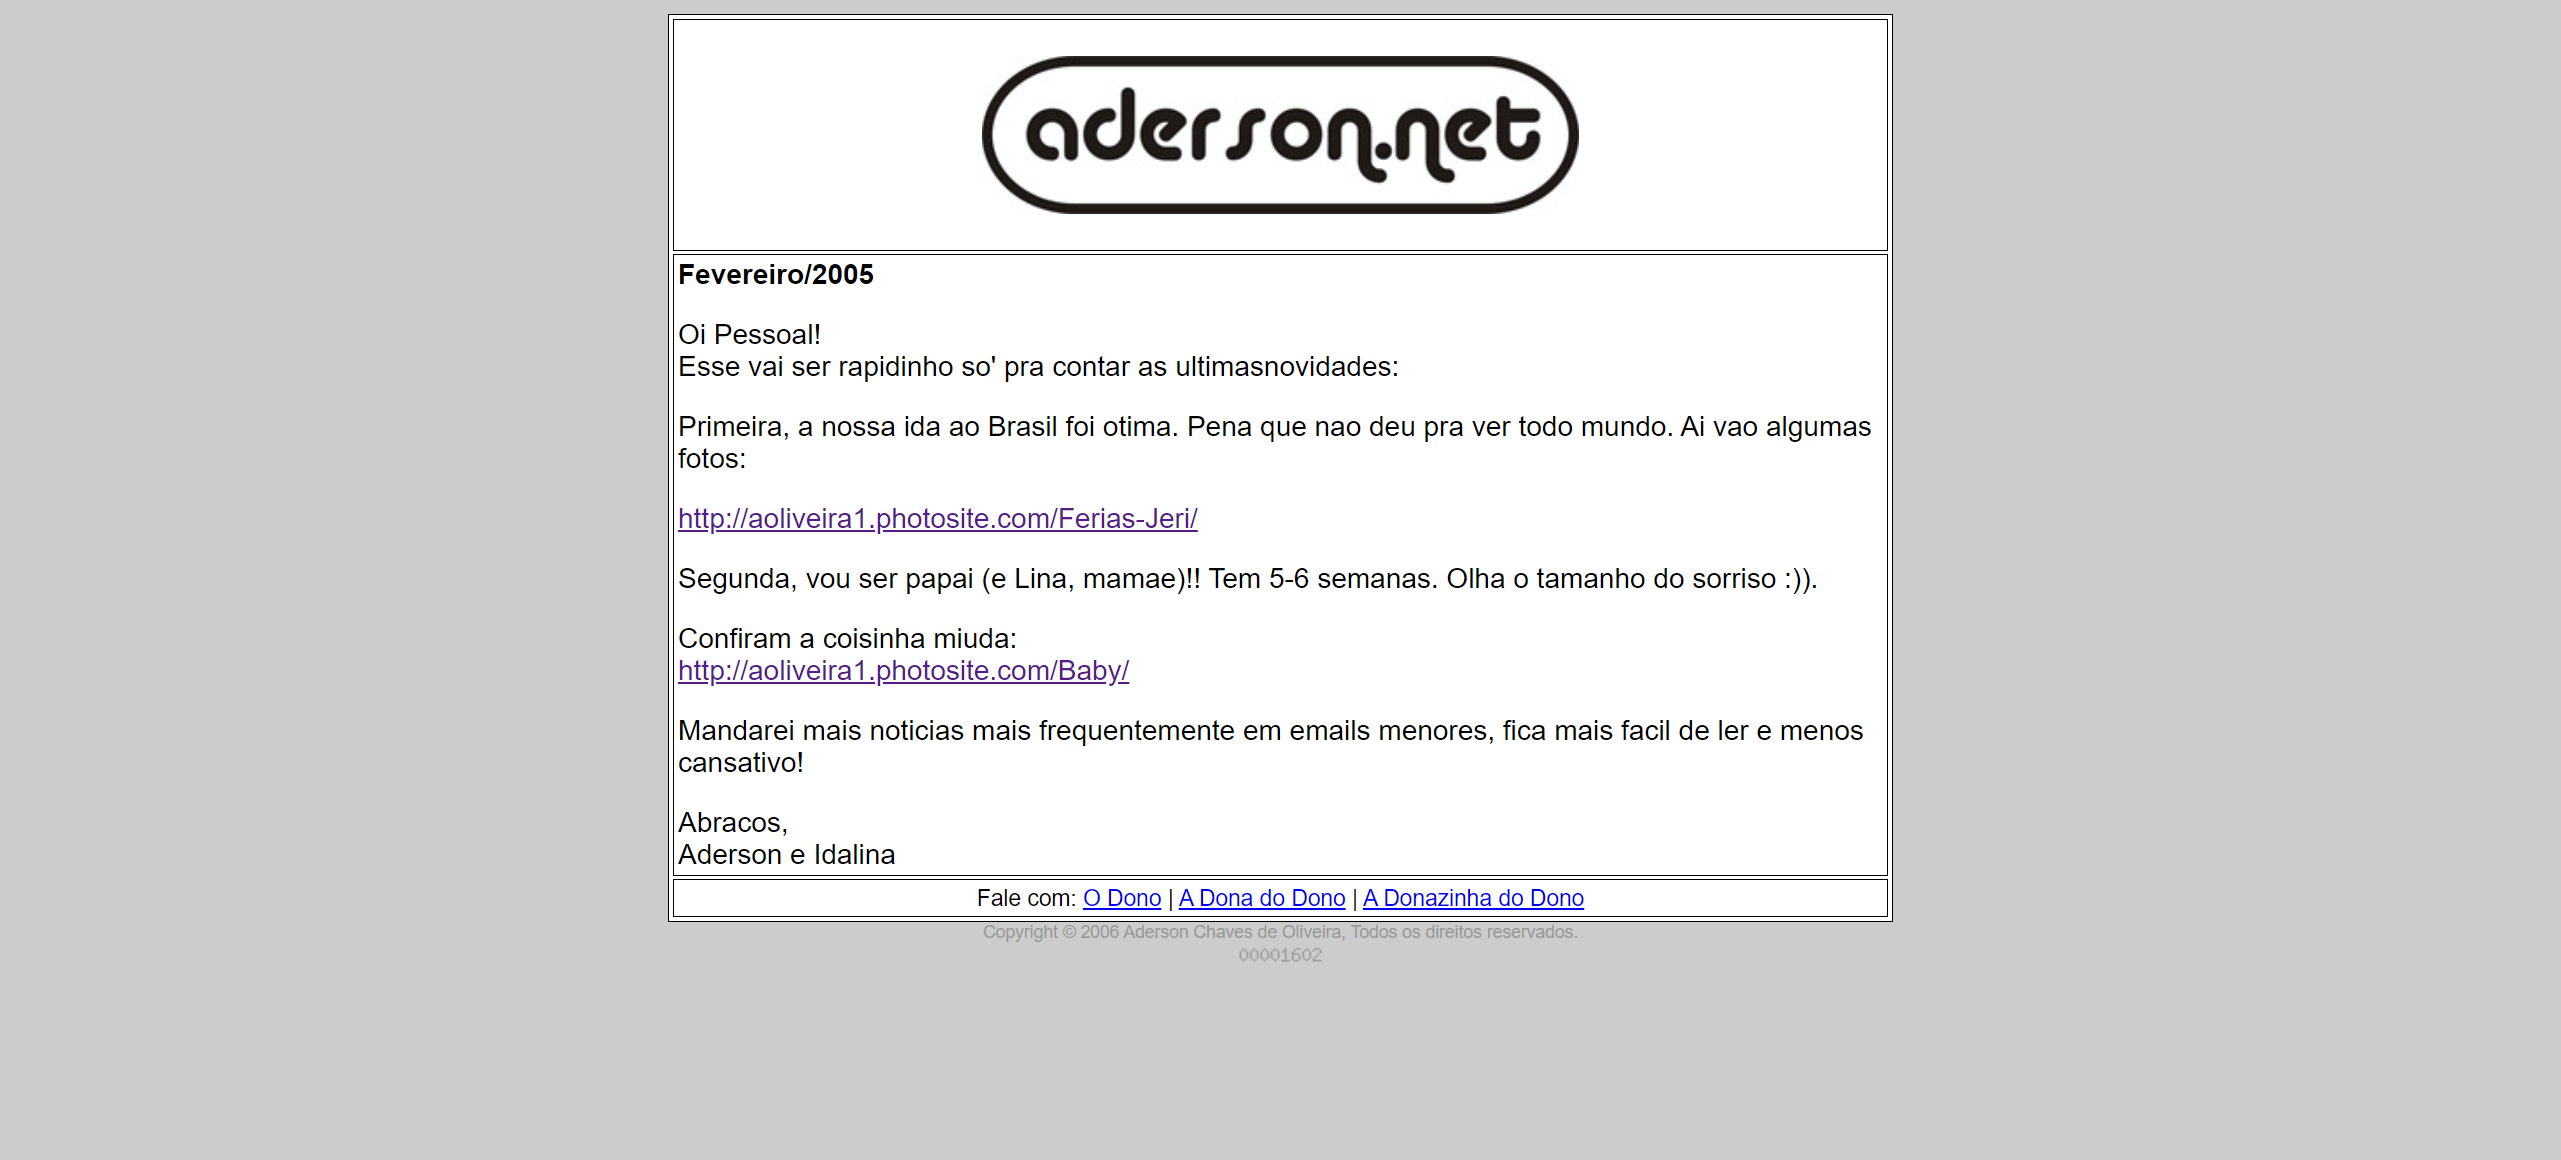 aderson.net
Fevereiro/2005
Oi Pessoal!
Esse vai ser rapidinho so' pra contar as ultimasnovidades:
Primeira, a nossa ida ao Brasil foi otima. Pena que nao deu pra ver todo mundo. Ai vao algumas
fotos:
http://aoliveira1.photosite.com/Ferias-Jeri/
Segunda, vou ser papai (e Lina, mamae)!! Tem 5-6 semanas. Olha o tamanho do sorriso :)).
Confiram a coisinha miuda:
http://aoliveira1.photosite.com/Baby/
Mandarei mais noticias mais frequentemente em emails menores, fica mais facil de ler e menos
cansativo!
Abracos,
Aderson e Idalina
Fale com: O Dono | A Dona do Dono | A Donazinha do Dono
Copyright © 2006 Aderson Chaves de Oliveira, Todos os direitos reservados.
00001602